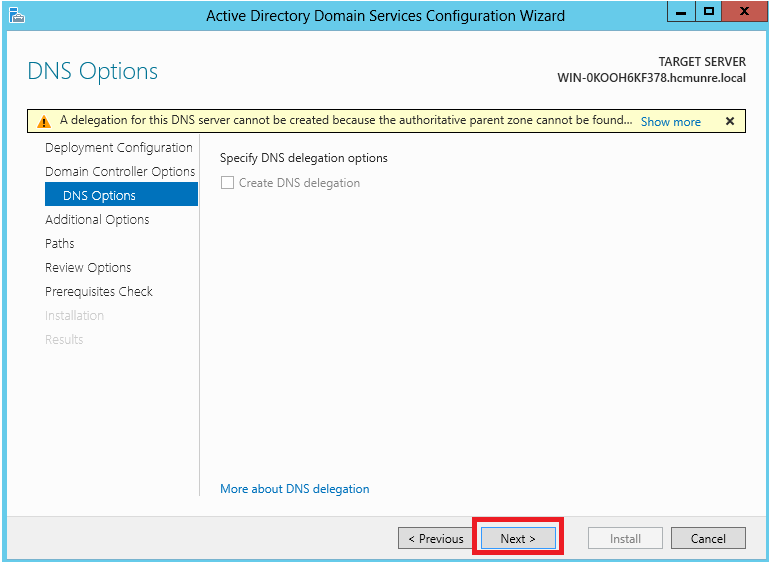 Active Directory Domain Services Configuration Wizard
DNS Options
TARGET SERVER
WIN-0KOOH6KF378.hcmunre.local
A delegation for this DNS server cannot be created because the authoritative parent zone cannot be found... Show more
Deployment Configuration
Domain Controller Options
DNS Options
Additional Options
Paths
Review Options
Prerequisites Check
Installation
Results
Specify DNS delegation options
Create DNS delegation
More about DNS delegation
< Previous
Next >
Install
Cancel